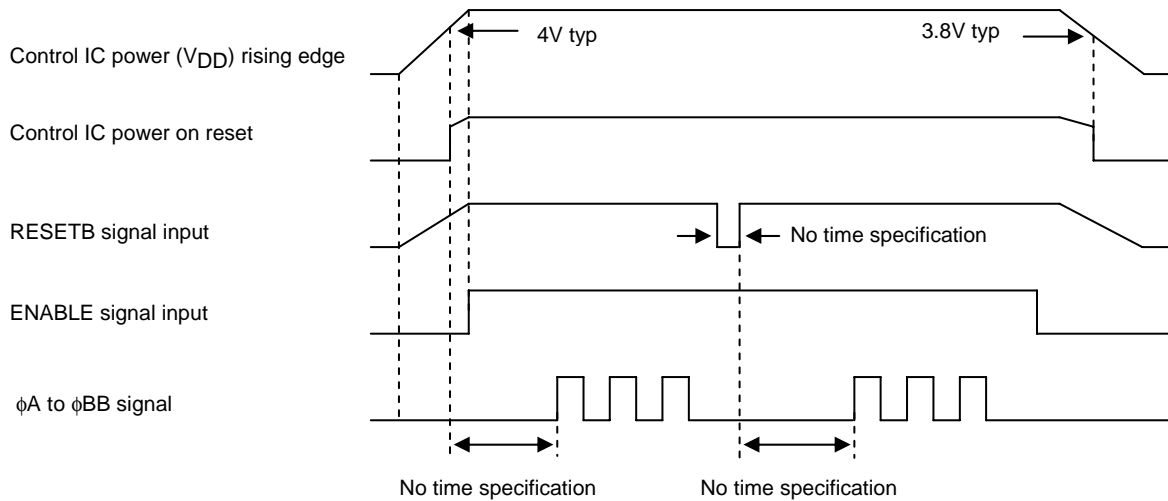 4V typ
3.8V typ
Control IC power (VDD) rising edge
Control IC power on reset
RESETB signal input
No time specification
ENABLE signal input
ϕA to ϕBB signal
No time specification
No time specification